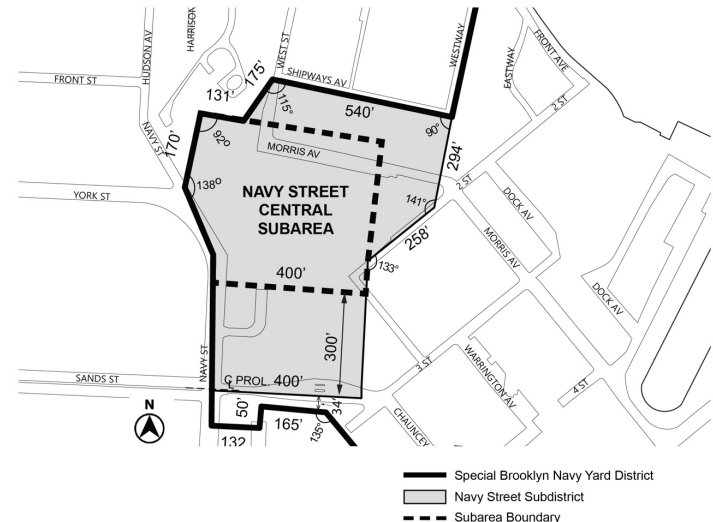 HUDSON AV
HARRISON
WEST ST
WESTWAY
EASTWAY
FRONT AVE
SHIPWAYS AV
FRONT ST
175'
131'
115°
540'
2 ST
NAVY ST
170'
92°
90°
MORRIS AV
294'
138°
NAVY STREET
CENTRAL
SUBAREA
YORK ST
2 ST
141°
DOCK AV
258'
MORRIS AV
133°
400'
DOCK AV
300'
NAVY ST
3 ST
WARRINGTON AV
4 ST
SANDS ST
℄ PROL. 400'
50'
165'
34'
135°
132
CHAUNCEY
N
Special Brooklyn Navy Yard District
Navy Street Subdistrict
Subarea Boundary